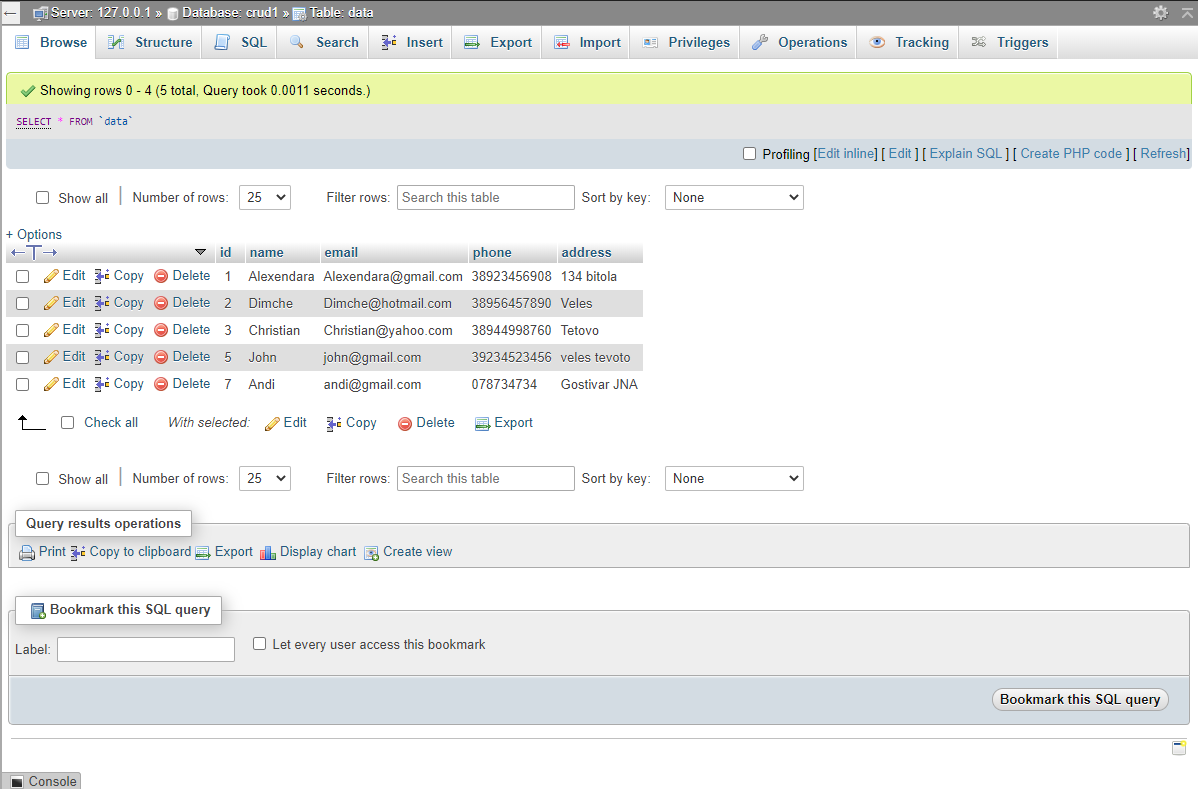 Server: 127.0.0.1 » Database: crud1 » Table: data
Browse Structure SQL Search Insert Export Import Privileges Operations Tracking Triggers
Showing rows 0 - 4 (5 total, Query took 0.0011 seconds.)
SELECT * FROM `data`
Profiling [Edit inline] [ Edit ] [ Explain SQL ] [ Create PHP code ] [ Refresh]
Show all Number of rows: 25 Filter rows: Search this table Sort by key: None
+ Options
id name email phone address
Edit Copy Delete 1 Alexendara Alexendara@gmail.com 38923456908 134 bitola
Edit Copy Delete 2 Dimche Dimche@hotmail.com 38956457890 Veles
Edit Copy Delete 3 Christian Christian@yahoo.com 38944998760 Tetovo
Edit Copy Delete 5 John john@gmail.com 39234523456 veles tevoto
Edit Copy Delete 7 Andi andi@gmail.com 078734734 Gostivar JNA
Check all With selected: Edit Copy Delete Export
Show all Number of rows: 25 Filter rows: Search this table Sort by key: None
Query results operations
Print Copy to clipboard Export Display chart Create view
Bookmark this SQL query
Label: Let every user access this bookmark
Bookmark this SQL query
Console